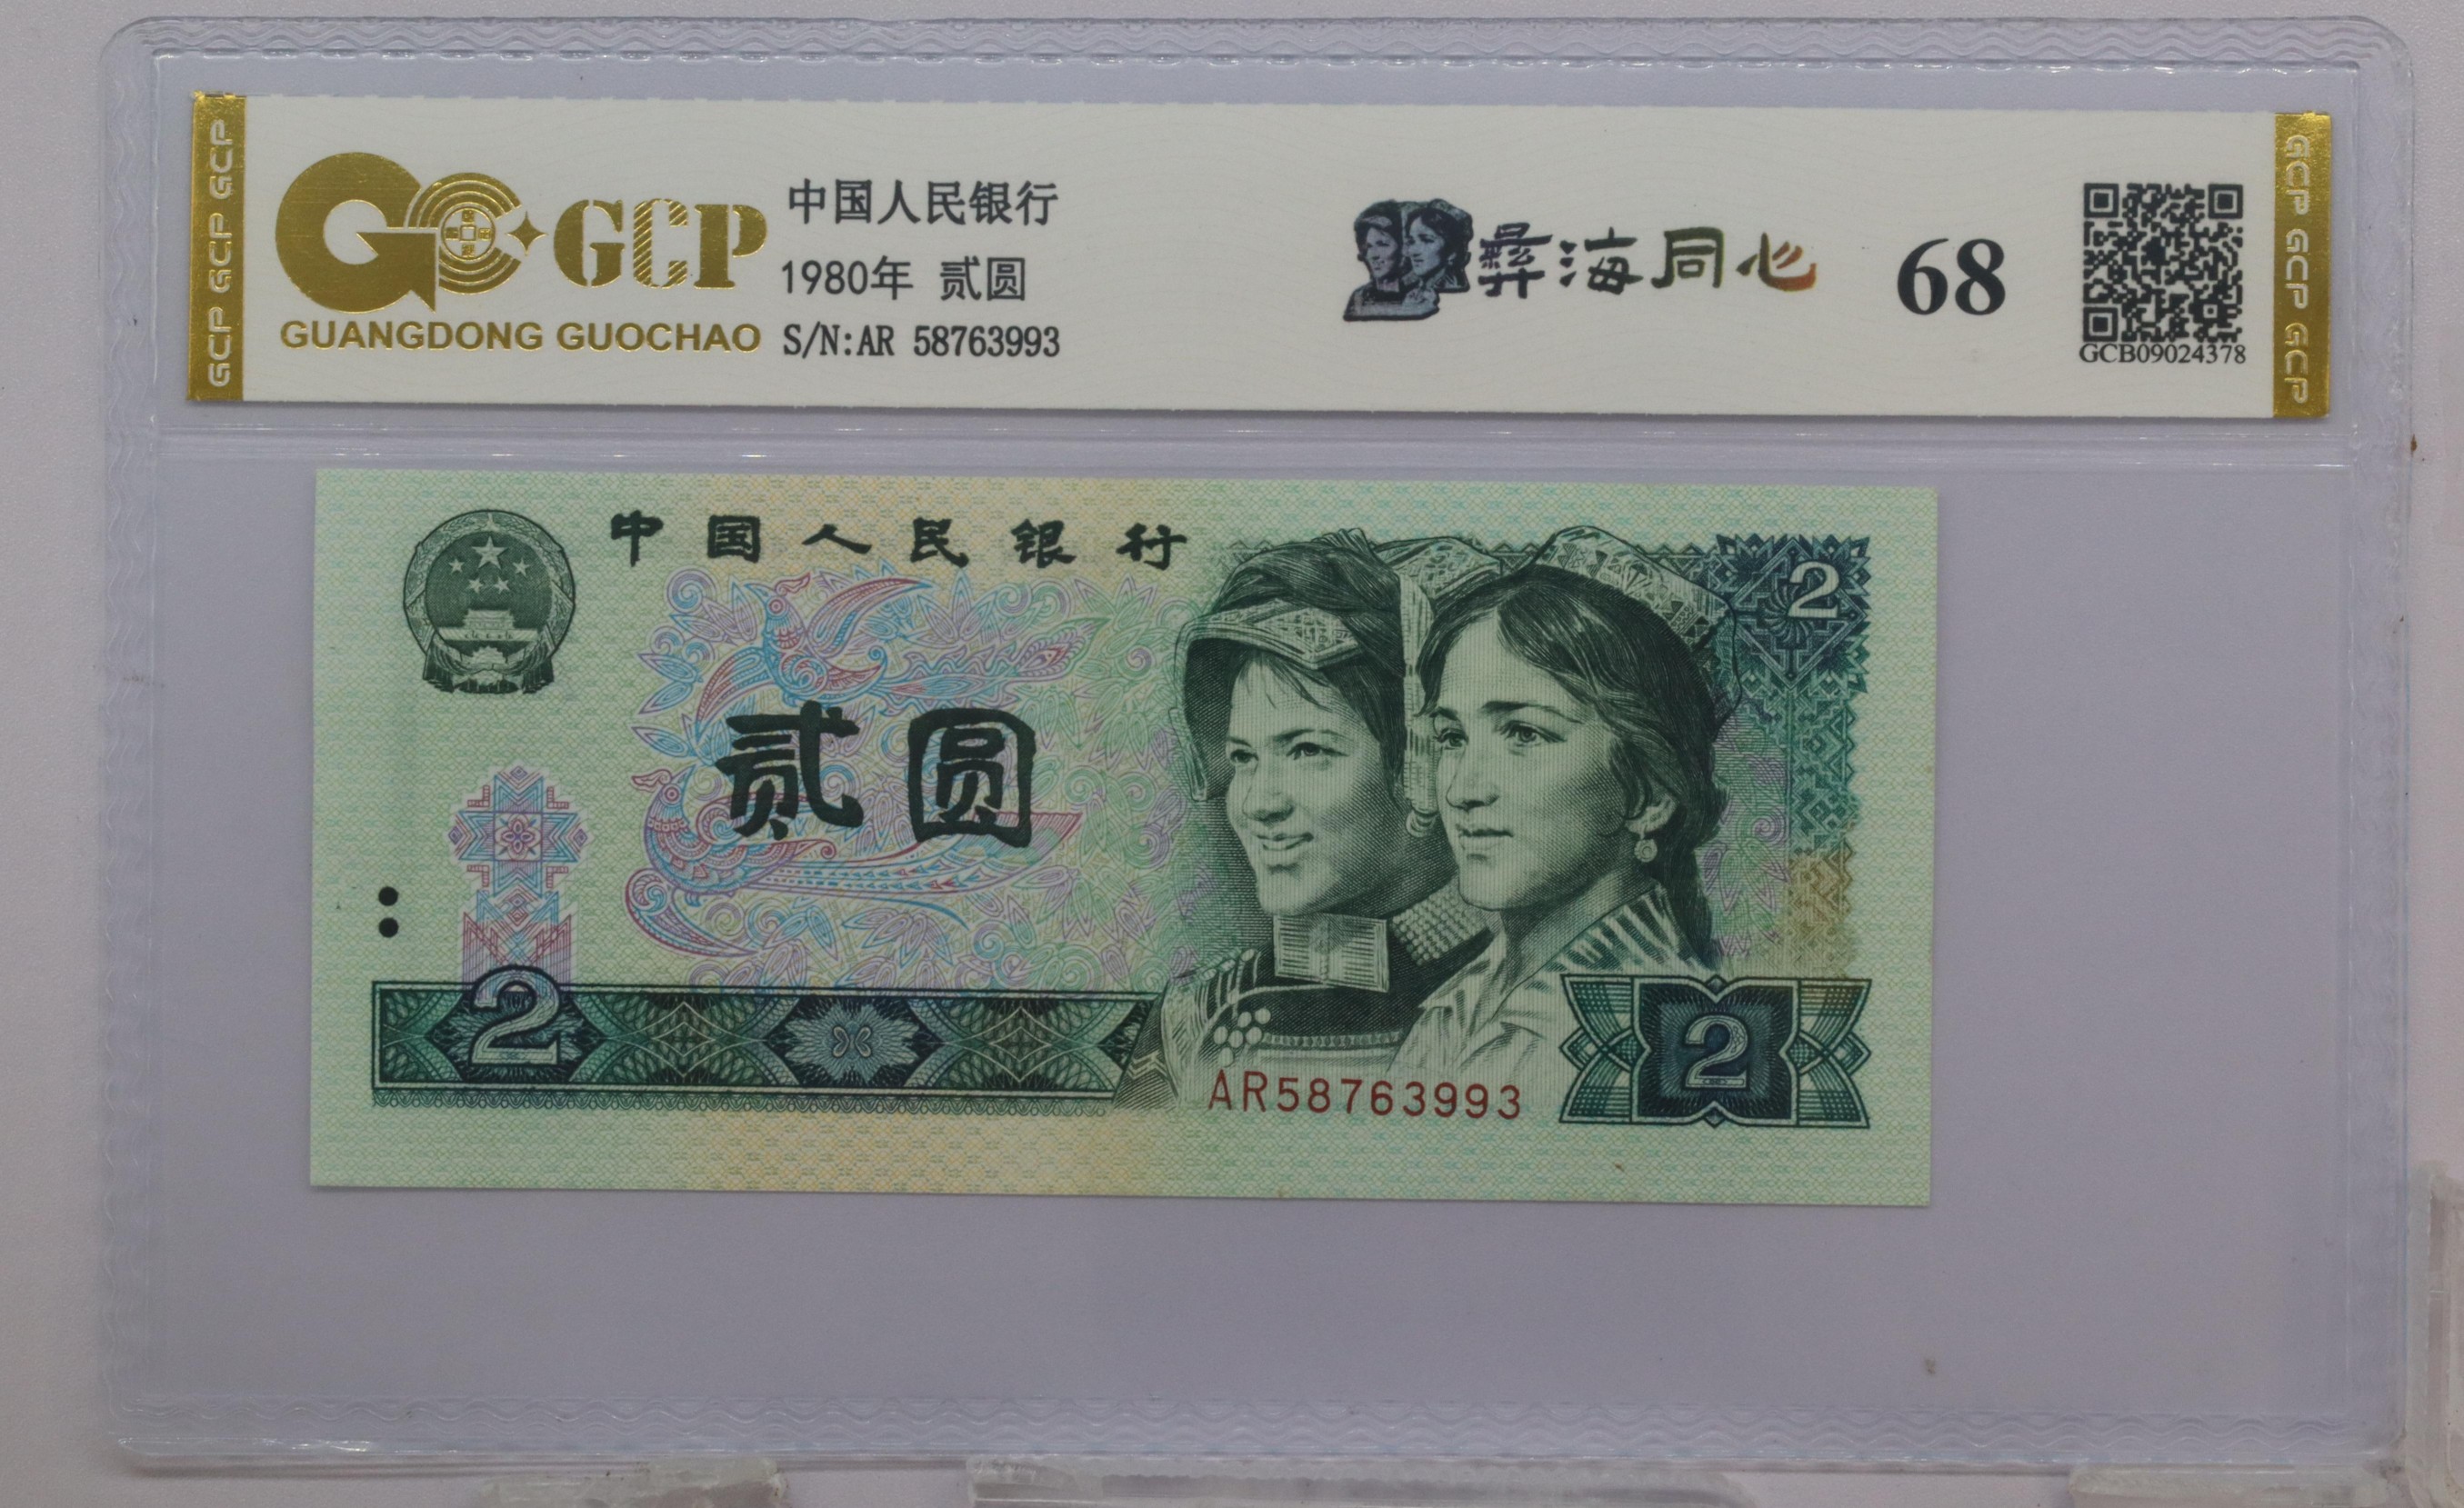 GCP GCP GCP
GCP
GUANGDONG GUOCHAO
中国人民银行
1980年 贰圆
S/N:AR 58763993
彝海同心
68
GCB09024378
GCP GCP GCP
中国人民银行
2
贰圆
2
AR58763993
2